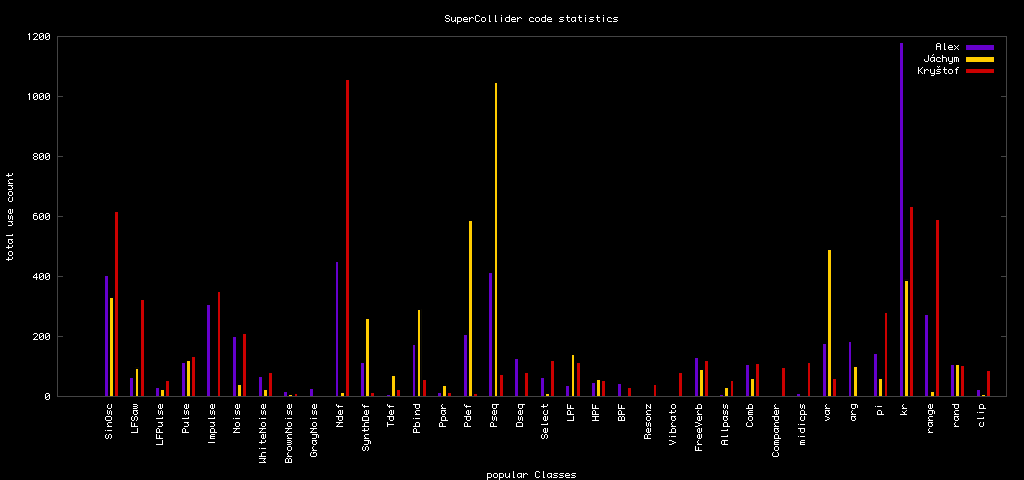 SuperCollider code statistics
Alex
Jáchym
Kryštof
1200
1000
800
600
400
200
0
total use count
SinOsc
LFSaw
LFPulse
Pulse
Impulse
Noise
WhiteNoise
BrownNoise
GrayNoise
Ndef
SynthDef
Tdef
Pbind
Ppar
Pdef
Pseq
Dseq
Select
LPF
HPF
BPF
Resonz
Vibrato
FreeVerb
Allpass
Comb
Compander
midicps
var
arg
pi
kr
range
rand
clip
popular Classes